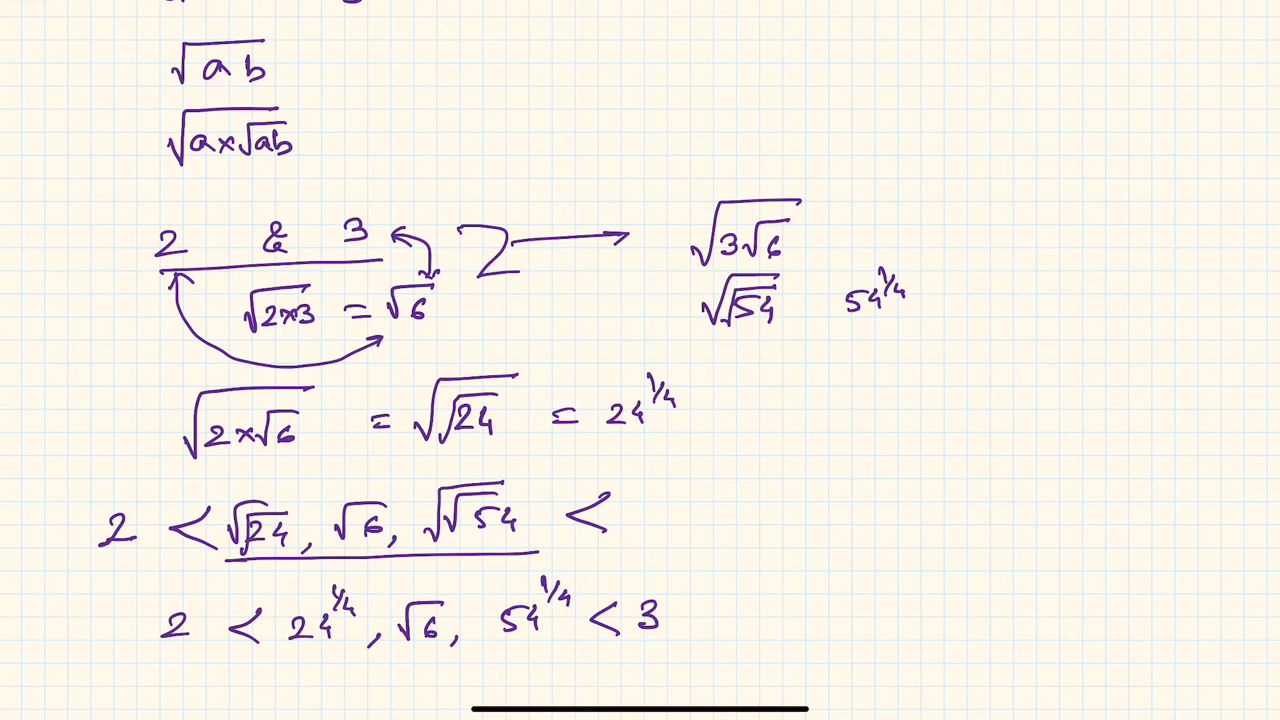 √(ab)
√(a×√(ab))
2 & 3
√(2×3) = √6
√(3√6)
√(√54) 54^(1/4)
√(2×√6) = √(√24) = 24^(1/4)
2 < √(√24), √6, √(√54) <
2 < 24^(1/4), √6, 54^(1/4) < 3